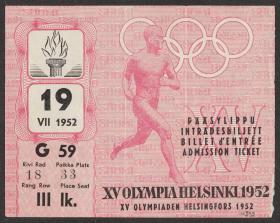 19
VII 1952
G 59
Rivi Rad Paikka Plats
18 33
Rang Row Place Seat
III lk.
PÄÄSYLIPPU
INTRÄDESBILJETT
BILLET d'ENTRÉE
ADMISSION TICKET
XV OLYMPIA HELSINKI 1952
XV OLYMPIADEN HELSINGFORS 1952